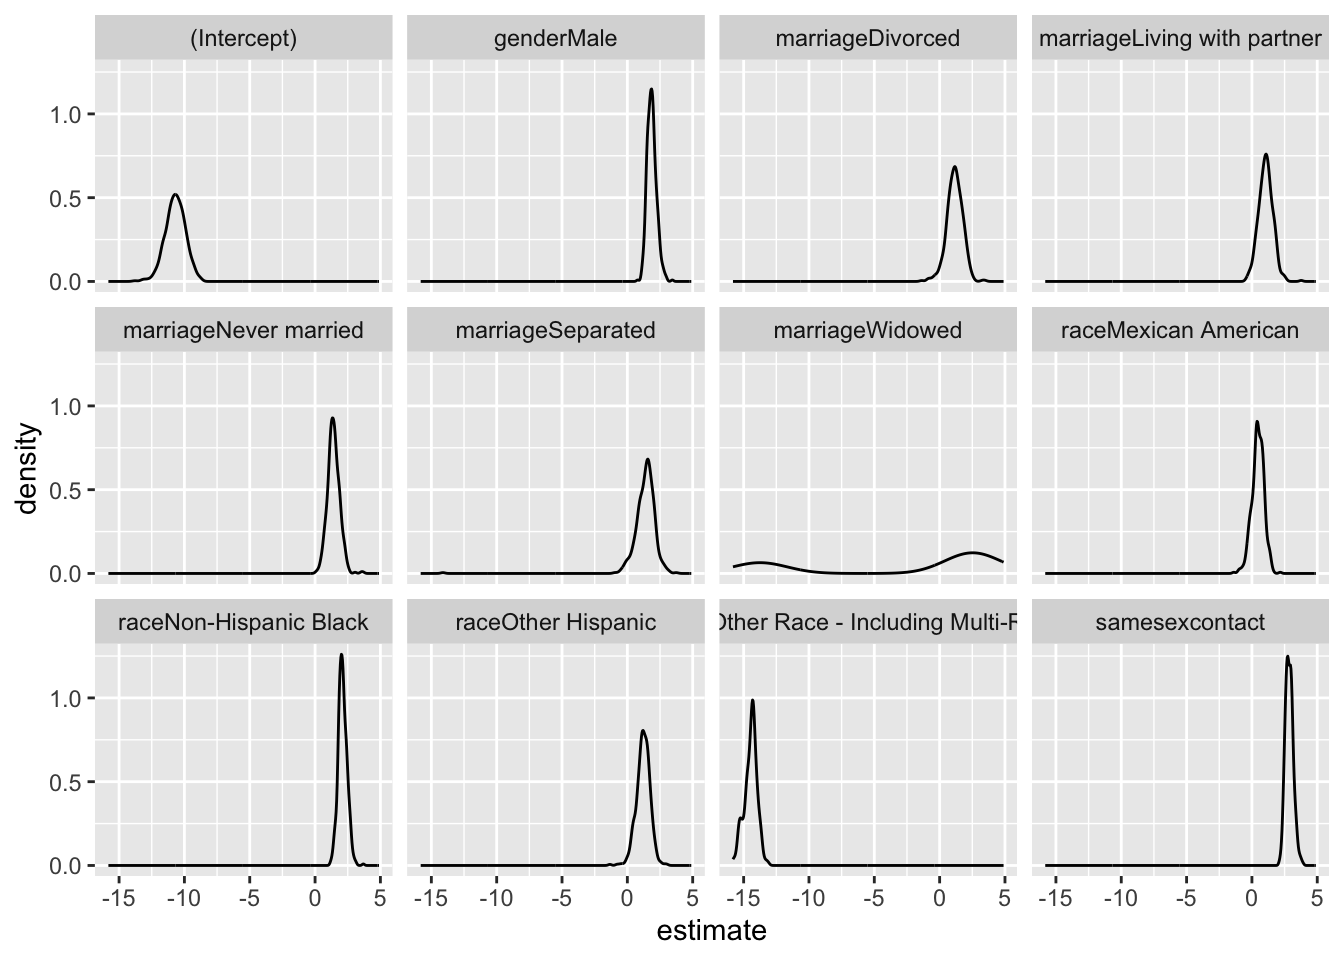 (Intercept) genderMale marriageDivorced marriageLiving with partner
1.0
0.5
0.0
marriageNever married marriageSeparated marriageWidowed raceMexican American
1.0
0.5
0.0
raceNon-Hispanic Black raceOther Hispanic Other Race - Including Multi-R samesexcontact
1.0
0.5
0.0
-15 -10 -5 0 5 -15 -10 -5 0 5 -15 -10 -5 0 5 -15 -10 -5 0 5
estimate
density